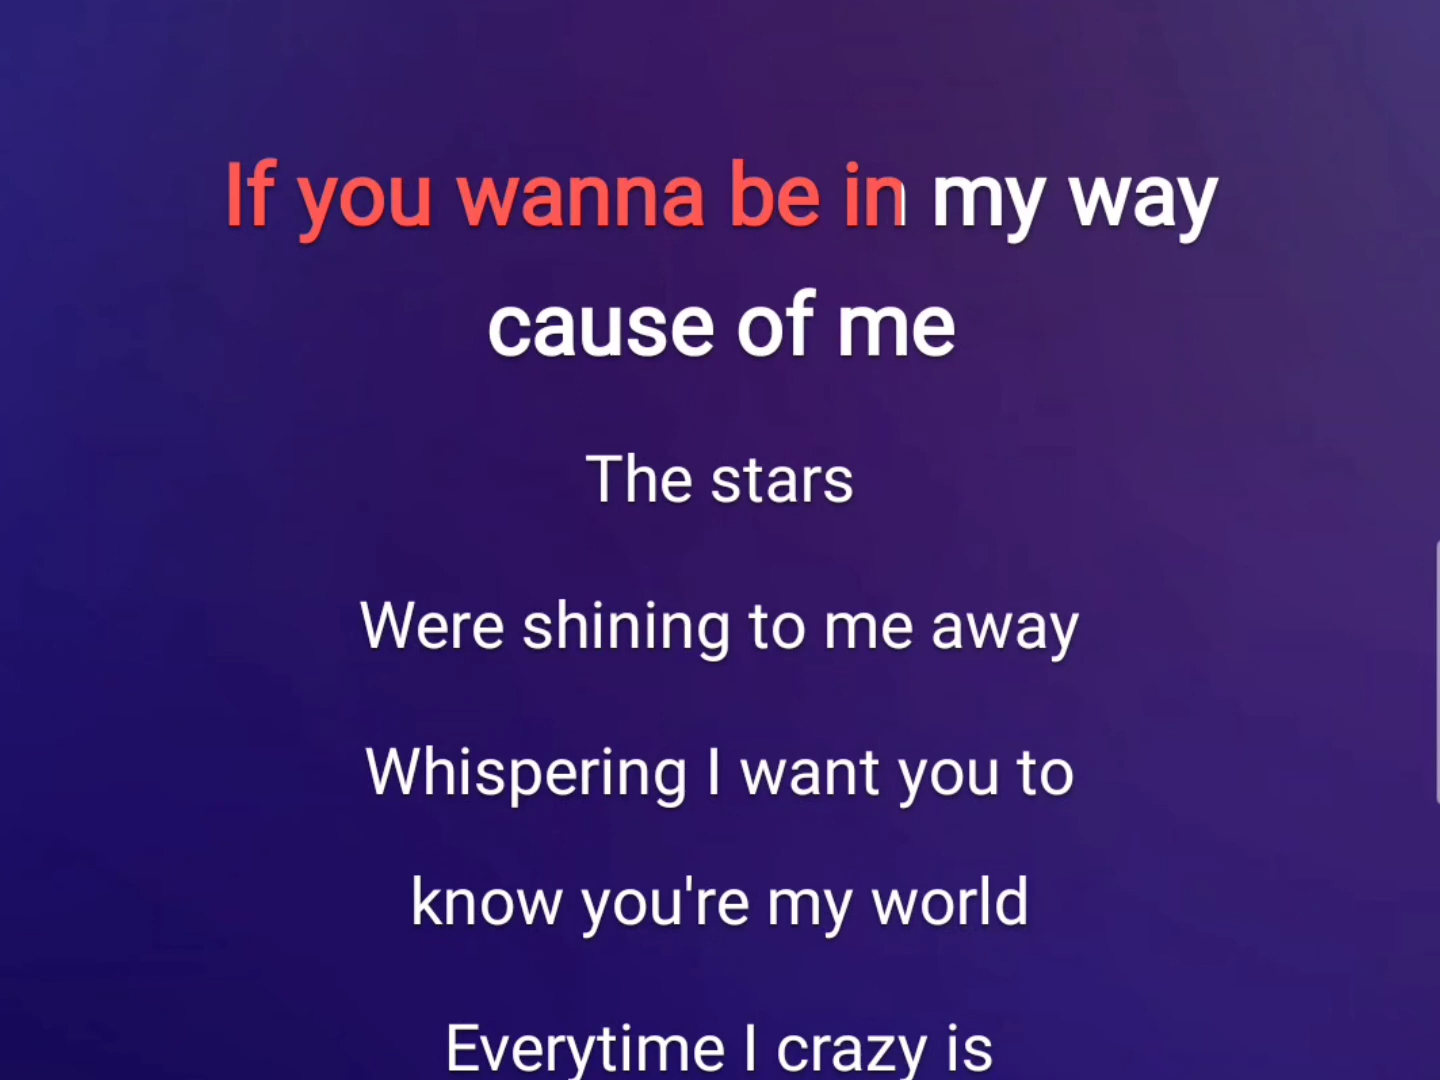 If you wanna be in my way
cause of me
The stars
Were shining to me away
Whispering I want you to
know you're my world
Everytime I crazy is